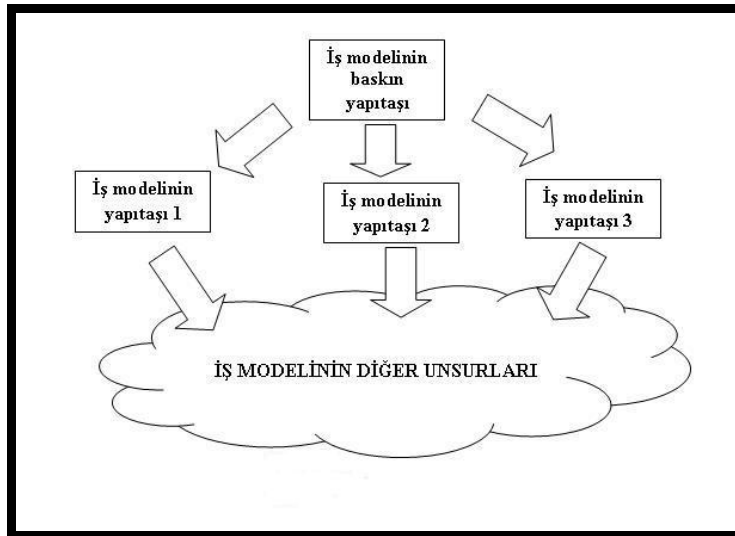 İş modelinin
baskın
yapıtaşı
İş modelinin
yapıtaşı 1
İş modelinin
yapıtaşı 2
İş modelinin
yapıtaşı 3
İŞ MODELİNİN DİĞER UNSURLARI